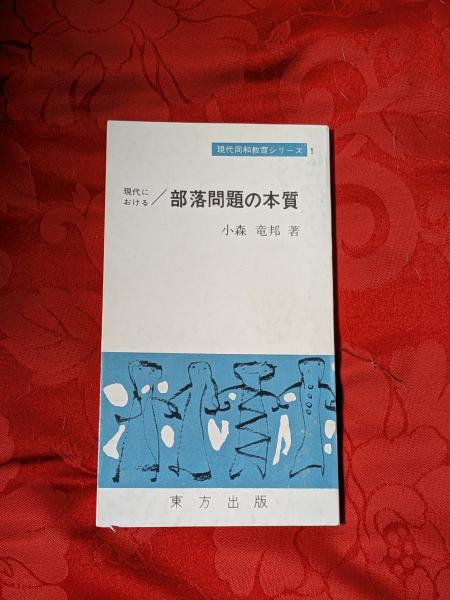 現代同和教育シリーズ 1
現代に
おける/部落問題の本質
小森 竜邦 著
東方出版